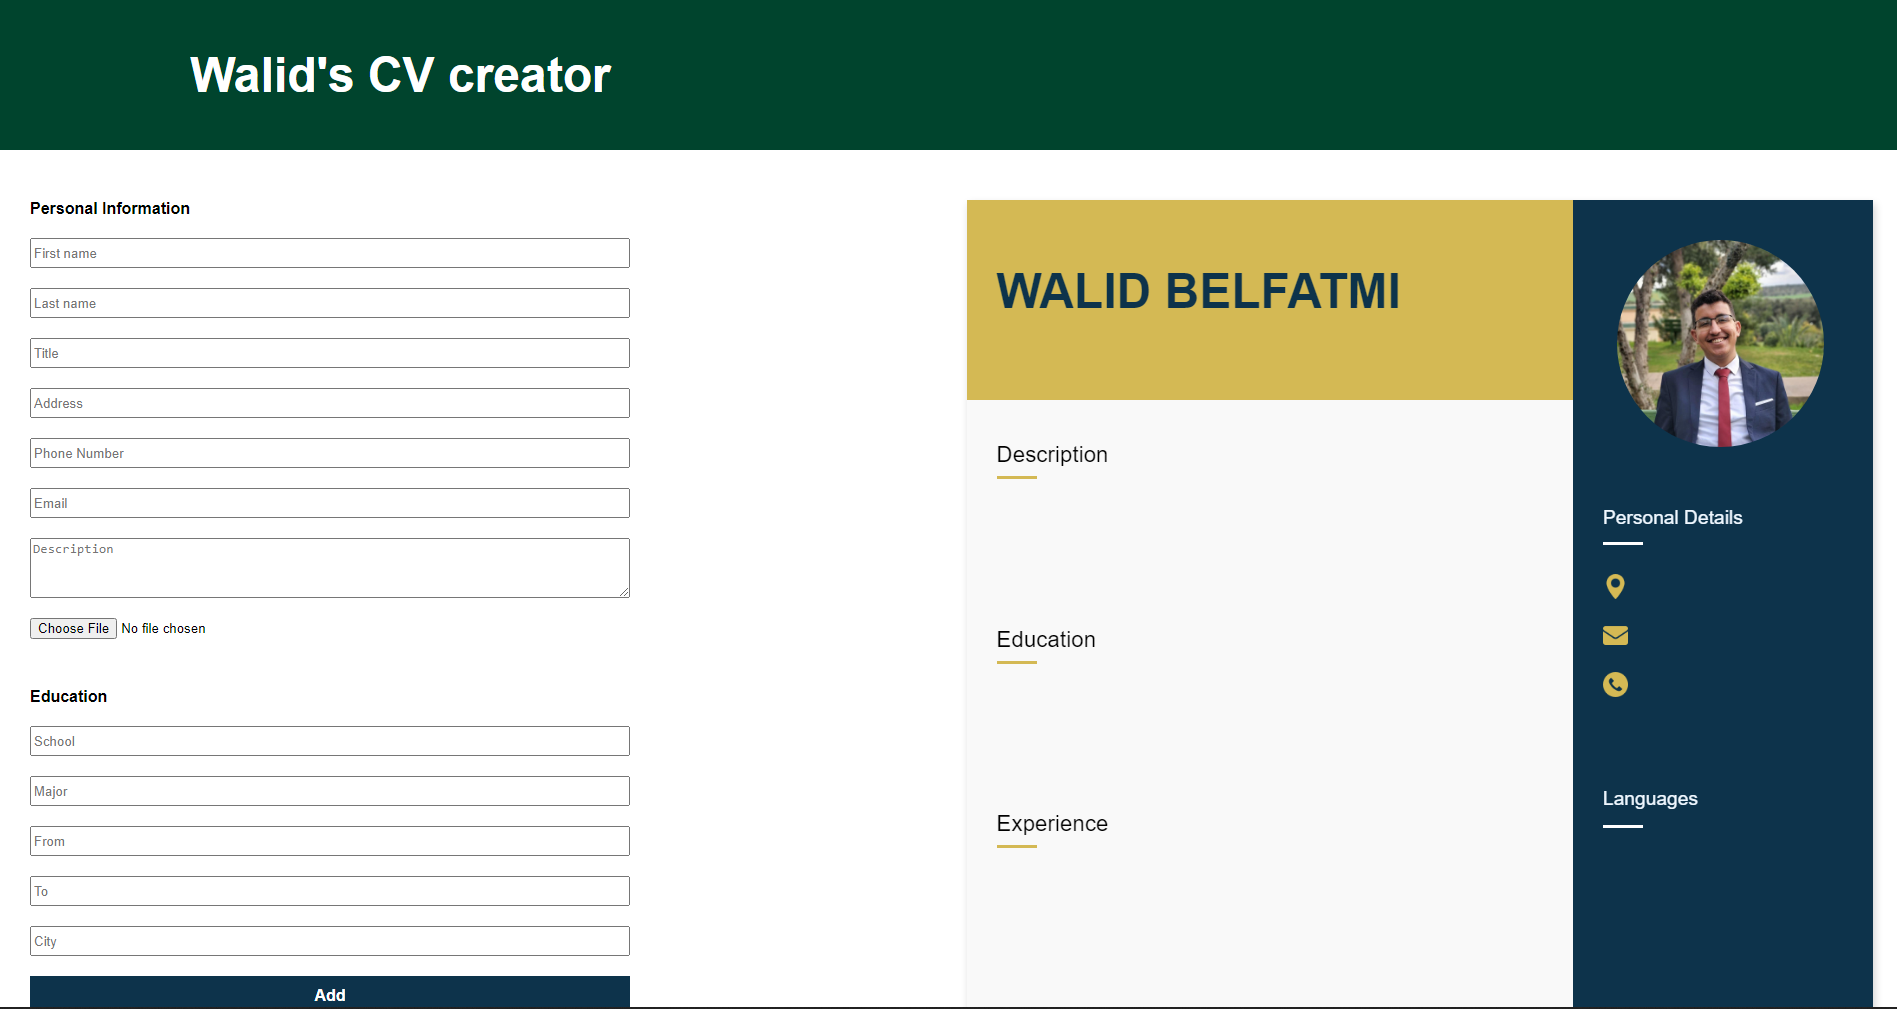 Walid's CV creator
Personal Information
First name
Last name
Title
Address
Phone Number
Email
Description
Choose File No file chosen
Education
School
Major
From
To
City
Add
WALID BELFATMI
Description
Education
Experience
Personal Details
Languages